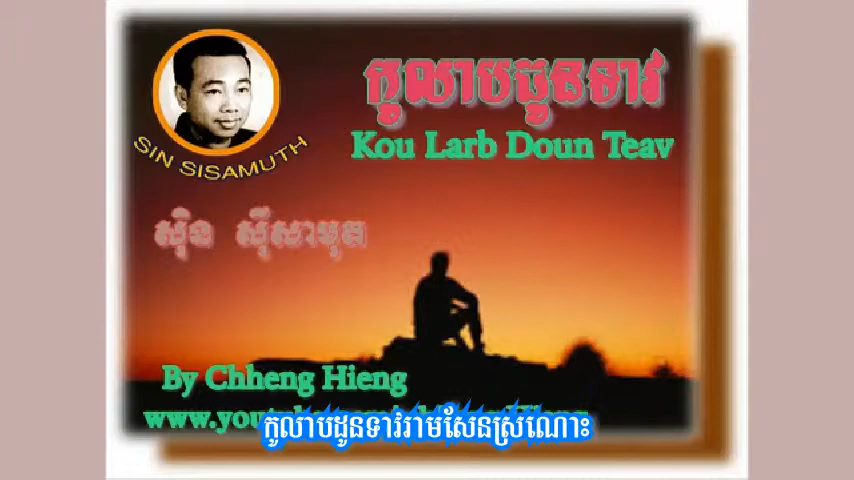 កូលាបដូនទាវ
Kou Larb Doun Teav
SIN SISAMUTH
ស៊ិន ស៊ីសាមុត
By Chheng Hieng
កូលាបដូនទាវរាមសែនស្រណោះ